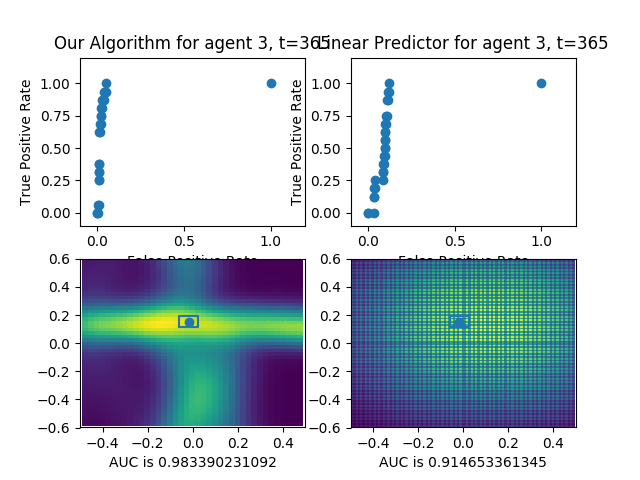 Our Algorithm for agent 3, t=365
Linear Predictor for agent 3, t=365
True Positive Rate
1.00
0.75
0.50
0.25
0.00
0.0 0.5 1.0
False Positive Rate
True Positive Rate
1.00
0.75
0.50
0.25
0.00
0.0 0.5 1.0
False Positive Rate
0.6
0.4
0.2
0.0
−0.2
−0.4
−0.6
−0.4 −0.2 0.0 0.2 0.4
AUC is 0.983390231092
0.6
0.4
0.2
0.0
−0.2
−0.4
−0.6
−0.4 −0.2 0.0 0.2 0.4
AUC is 0.914653361345